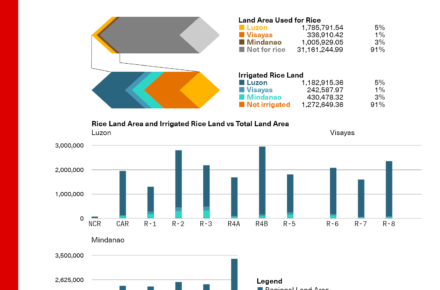 Land Area Used for Rice
Luzon 1,785,791.54 5%
Visayas 336,910.42 1%
Mindanao 1,005,929.05 3%
Not for rice 31,161,244.99 91%
Irrigated Rice Land
Luzon 1,182,915.36 5%
Visayas 242,587.97 1%
Mindanao 430,478.32 3%
Not irrigated 1,272,649.36 91%
Rice Land Area and Irrigated Rice Land vs Total Land Area
Luzon Visayas
3,000,000
2,000,000
1,000,000
0
NCR CAR R-1 R-2 R-3 R4A R4B R-5 R-6 R-7 R-8
Mindanao
3,500,000
2,625,000
Legend
Regional Land Area